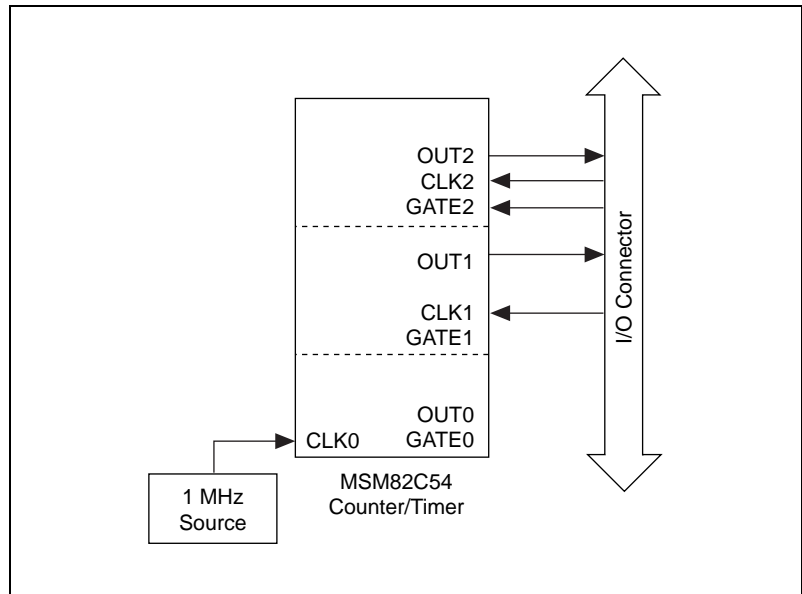 OUT2
CLK2
GATE2
OUT1
CLK1
GATE1
OUT0
CLK0 GATE0
MSM82C54
Counter/Timer
1 MHz
Source
I/O Connector